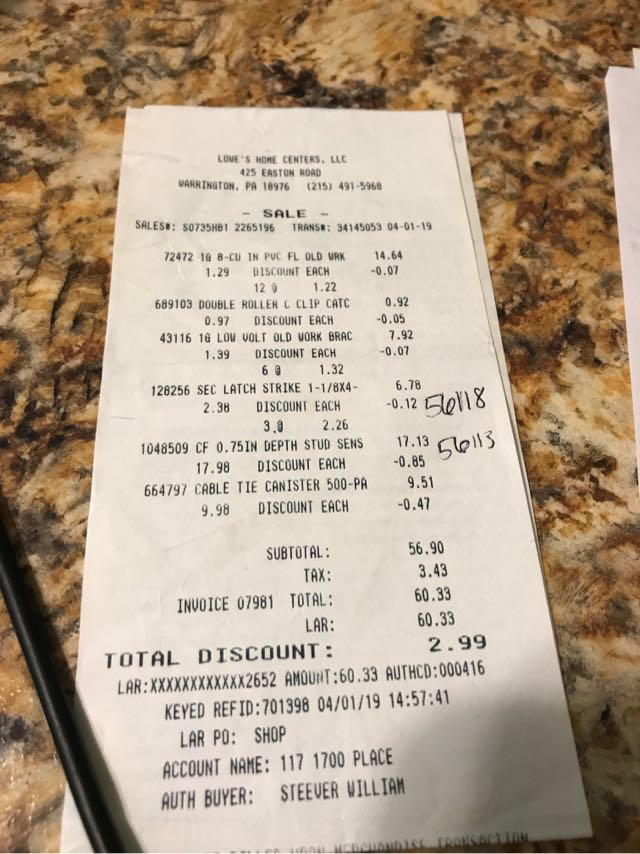 LOWE'S HOME CENTERS, LLC
425 EASTON ROAD
WARRINGTON, PA 18976 (215) 491-5968
- SALE -
SALES#: S0735HB1 2265196 TRANS#: 34145053 04-01-19
72472 1G 8-CU IN PVC FL OLD WRK 14.64
1.29 DISCOUNT EACH -0.07
12 @ 1.22
689103 DOUBLE ROLLER C CLIP CATC 0.92
0.97 DISCOUNT EACH -0.05
43116 1G LOW VOLT OLD WORK BRAC 7.92
1.39 DISCOUNT EACH -0.07
6 @ 1.32
128256 SEC LATCH STRIKE 1-1/8X4- 6.78
2.38 DISCOUNT EACH -0.12 56118
3 @ 2.26
1048509 CF 0.75IN DEPTH STUD SENS 17.13 56113
17.98 DISCOUNT EACH -0.85
664797 CABLE TIE CANISTER 500-PA 9.51
9.98 DISCOUNT EACH -0.47
SUBTOTAL: 56.90
TAX: 3.43
INVOICE 07981 TOTAL: 60.33
LAR: 60.33
TOTAL DISCOUNT: 2.99
LAR:XXXXXXXXXXXX2652 AMOUNT:60.33 AUTHCD:000416
KEYED REFID:701398 04/01/19 14:57:41
LAR PO: SHOP
ACCOUNT NAME: 117 1700 PLACE
AUTH BUYER: STEEVER WILLIAM
UPON MERCHANDISE TRANSACTION